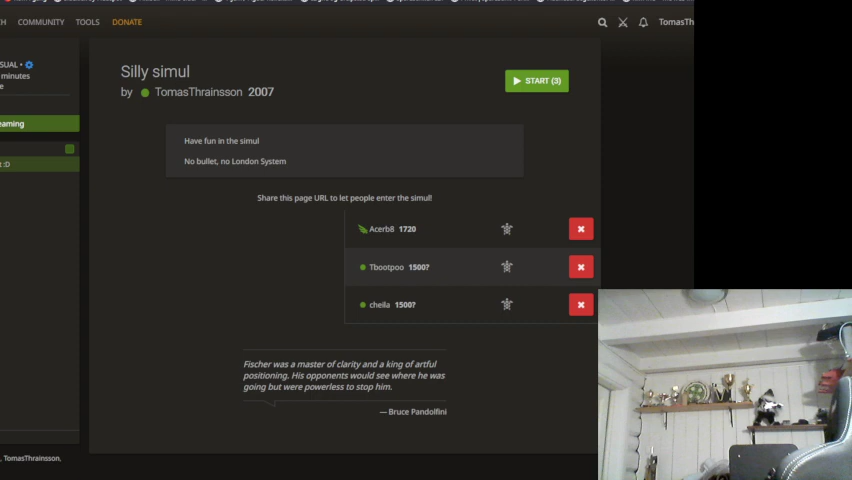 COMMUNITY TOOLS DONATE TomasTh
SUAL •
minutes
eaming
:D
Silly simul
by TomasThrainsson 2007
START (3)
Have fun in the simul
No bullet, no London System
Share this page URL to let people enter the simul!
Acerb8 1720
Tbootpoo 1500?
cheila 1500?
Fischer was a master of clarity and a king of artful
positioning. His opponents would see where he was
going but were powerless to stop him.
— Bruce Pandolfini
, TomasThrainsson,